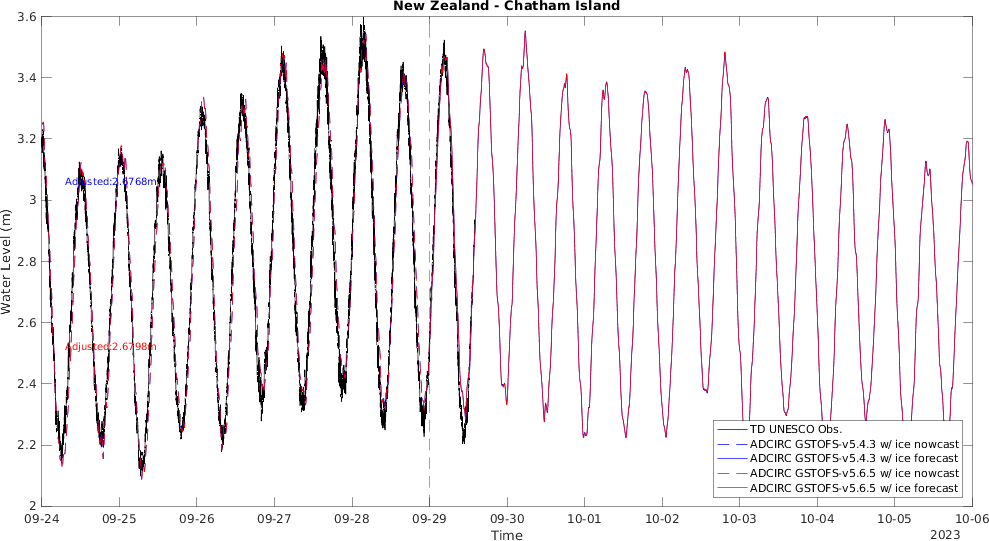 New Zealand - Chatham Island
Water Level (m)
3.6
3.4
3.2
3
2.8
2.6
2.4
2.2
2
Adjusted:2.6768m
Adjusted:2.6798m
TD UNESCO Obs.
ADCIRC GSTOFS-v5.4.3 w/ ice nowcast
ADCIRC GSTOFS-v5.4.3 w/ ice forecast
ADCIRC GSTOFS-v5.6.5 w/ ice nowcast
ADCIRC GSTOFS-v5.6.5 w/ ice forecast
09-24 09-25 09-26 09-27 09-28 09-29 09-30 10-01 10-02 10-03 10-04 10-05 10-06
Time
2023